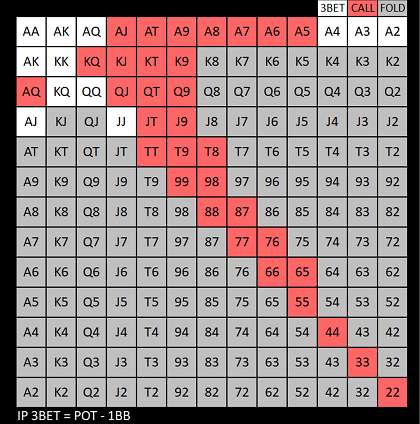 3BET CALL FOLD
AA AK AQ AJ AT A9 A8 A7 A6 A5 A4 A3 A2
AK KK KQ KJ KT K9 K8 K7 K6 K5 K4 K3 K2
AQ KQ QQ QJ QT Q9 Q8 Q7 Q6 Q5 Q4 Q3 Q2
AJ KJ QJ JJ JT J9 J8 J7 J6 J5 J4 J3 J2
AT KT QT JT TT T9 T8 T7 T6 T5 T4 T3 T2
A9 K9 Q9 J9 T9 99 98 97 96 95 94 93 92
A8 K8 Q8 J8 T8 98 88 87 86 85 84 83 82
A7 K7 Q7 J7 T7 97 87 77 76 75 74 73 72
A6 K6 Q6 J6 T6 96 86 76 66 65 64 63 62
A5 K5 Q5 J5 T5 95 85 75 65 55 54 53 52
A4 K4 Q4 J4 T4 94 84 74 64 54 44 43 42
A3 K3 Q3 J3 T3 93 83 73 63 53 43 33 32
A2 K2 Q2 J2 T2 92 82 72 62 52 42 32 22
IP 3BET = POT - 1BB